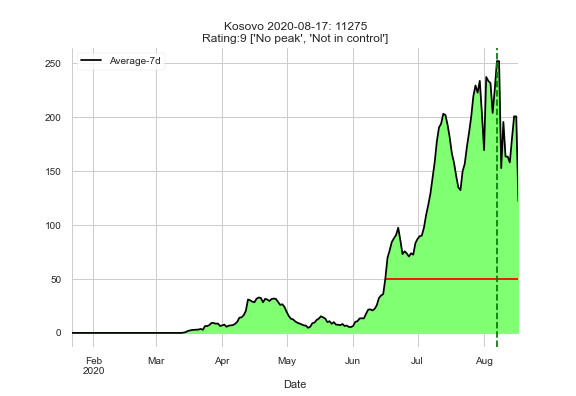 Kosovo 2020-08-17: 11275
Rating:9 ['No peak', 'Not in control']
Average-7d
250
200
150
100
50
0
Feb Mar Apr May Jun Jul Aug
2020
Date